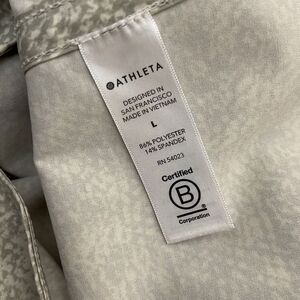 ATHLETA
DESIGNED IN
SAN FRANCISCO
MADE IN VIETNAM
L
86% POLYESTER
14% SPANDEX
RN 54023
Certified
B
Corporation